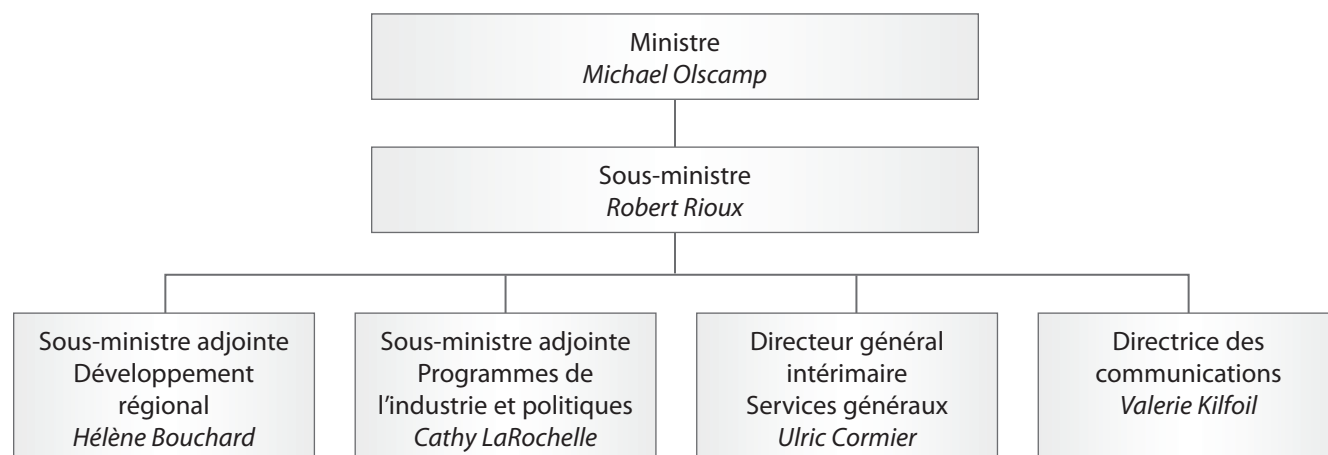 Ministre
Michael Olscamp
Sous-ministre
Robert Rioux
Sous-ministre adjointe
Développement
régional
Hélène Bouchard
Sous-ministre adjointe
Programmes de
l'industrie et politiques
Cathy LaRochelle
Directeur général
intérimaire
Services généraux
Ulric Cormier
Directrice des
communications
Valerie Kilfoil